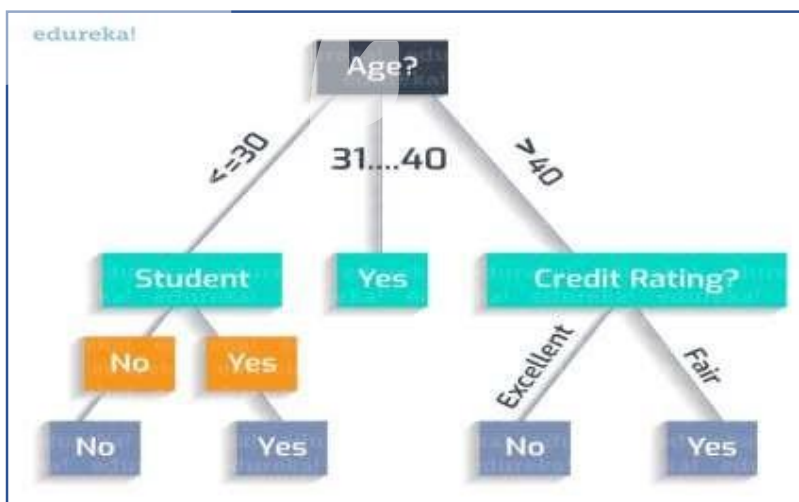 edureka!
Age?
<=30
31....40
>40
Student
Yes
Credit Rating?
No
Yes
Excellent
Fair
No
Yes
No
Yes